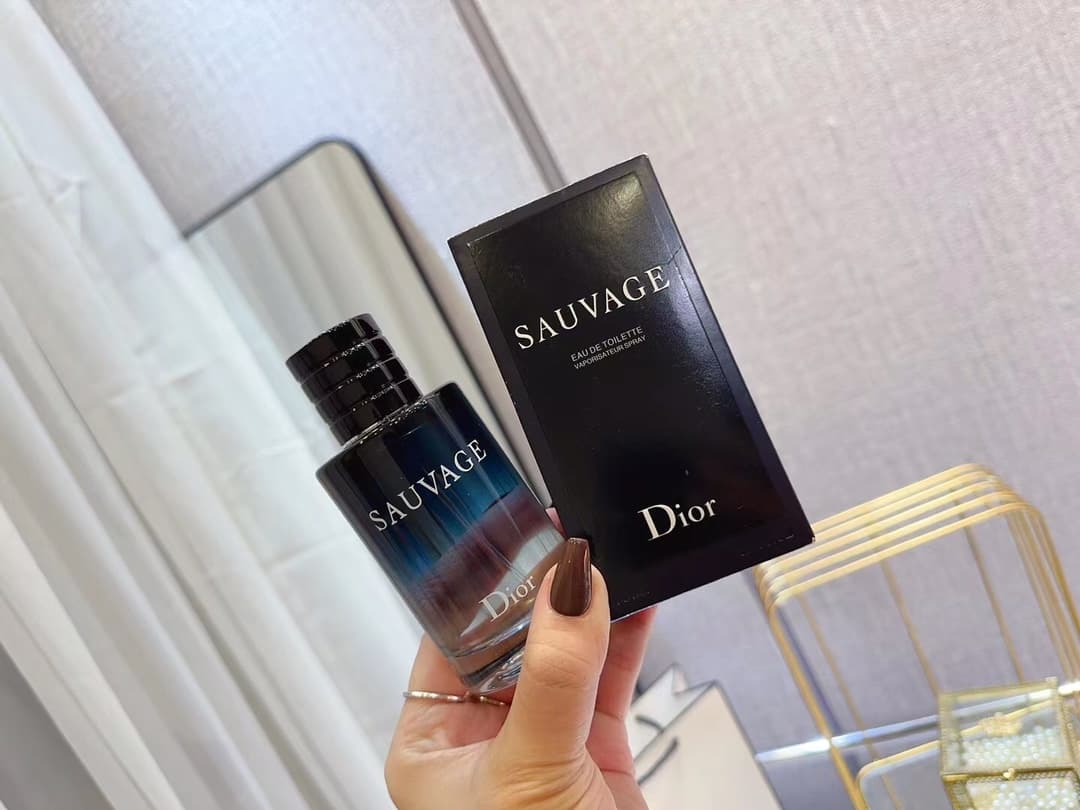 SAUVAGE
Dior
SAUVAGE
EAU DE TOILETTE
VAPORISATEUR SPRAY
Dior